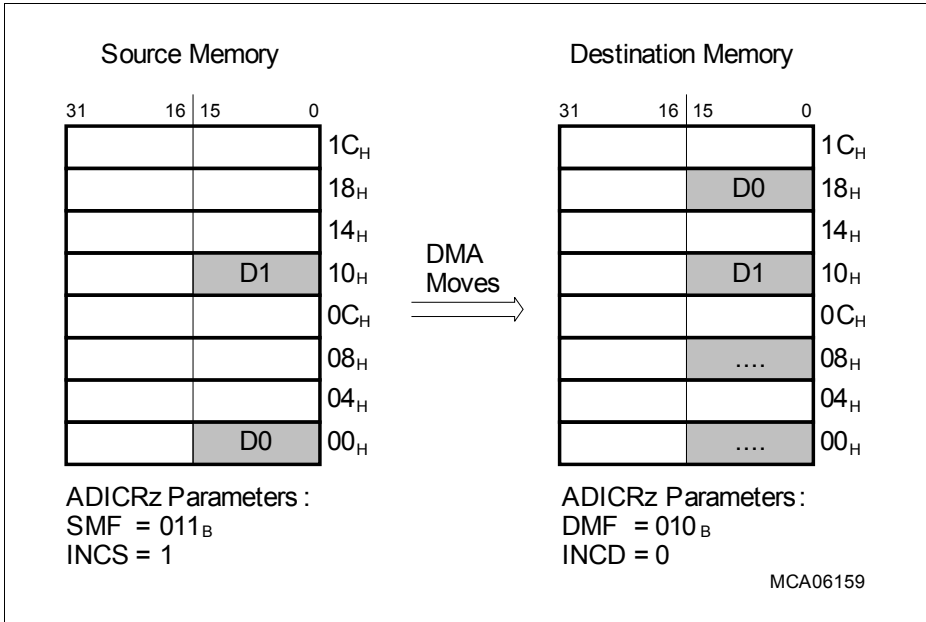 Source Memory
Destination Memory
31 16 15 0
31 16 15 0
1CH
1CH
18H
D0 18H
14H
14H
D1 10H
D1 10H
DMA
Moves
0CH
0CH
08H
.... 08H
04H
04H
D0 00H
.... 00H
ADICRz Parameters :
SMF = 011B
INCS = 1
ADICRz Parameters :
DMF = 010B
INCD = 0
MCA06159